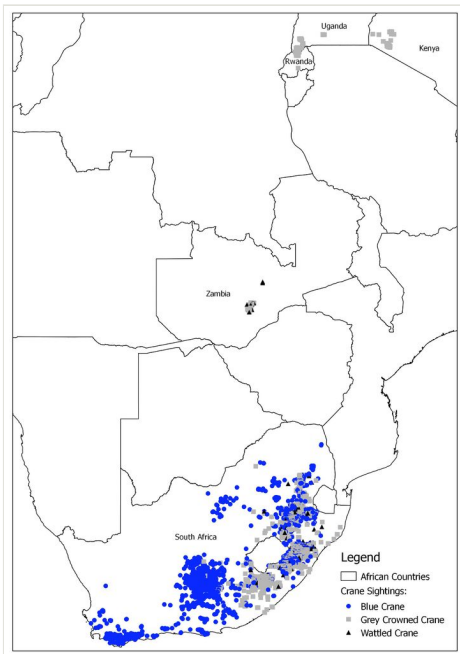 Uganda
Kenya
Rwanda
Zambia
South Africa
Legend
African Countries
Crane Sightings:
Blue Crane
Grey Crowned Crane
Wattled Crane